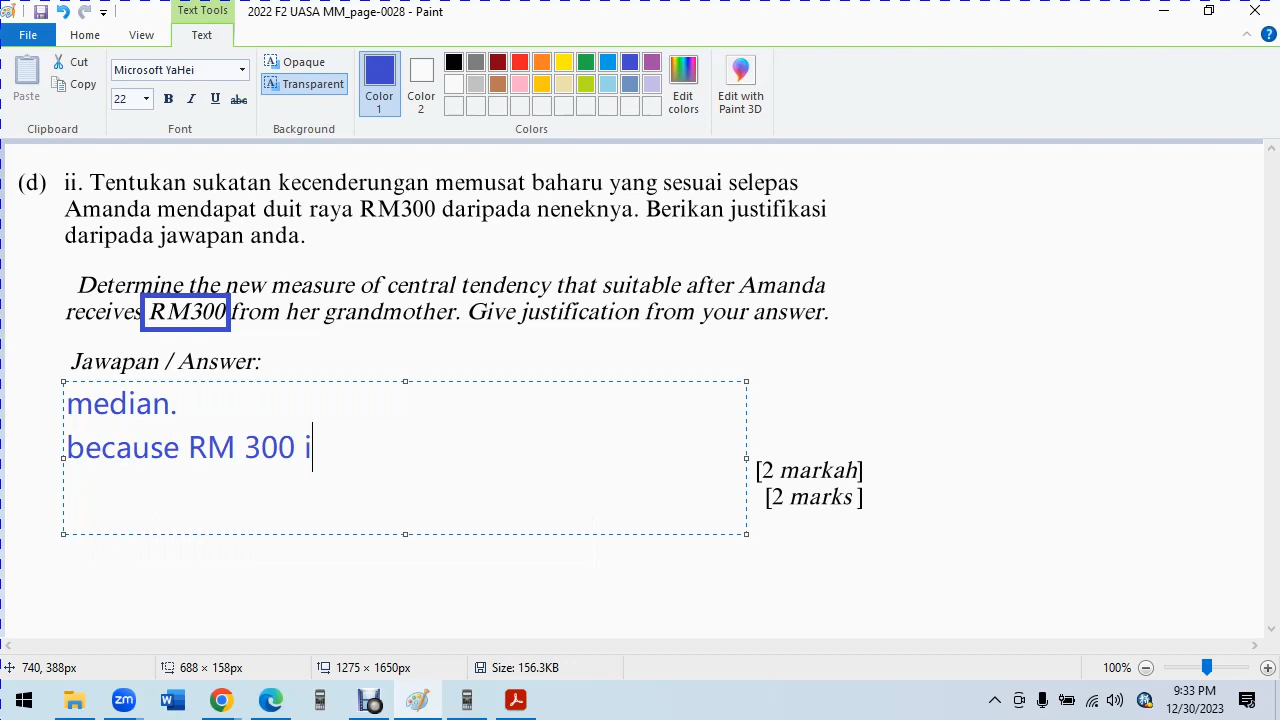 Text Tools
2022 F2 UASA MM_page-0028 - Paint
File
Home
View
Text
Paste
Cut
Copy
Clipboard
Microsoft YaHei
22
B
I
U
abc
Font
Opaque
Transparent
Background
Color 1
Color 2
Edit colors
Colors
Edit with Paint 3D
(d) ii. Tentukan sukatan kecenderungan memusat baharu yang sesuai selepas
Amanda mendapat duit raya RM300 daripada neneknya. Berikan justifikasi
daripada jawapan anda.
Determine the new measure of central tendency that suitable after Amanda
receives RM300 from her grandmother. Give justification from your answer.
Jawapan / Answer:
median.
because RM 300 i
[2 markah]
[2 marks ]
740, 388px
688 × 158px
1275 × 1650px
Size: 156.3KB
100%
zm
9:33 PM
12/30/2023